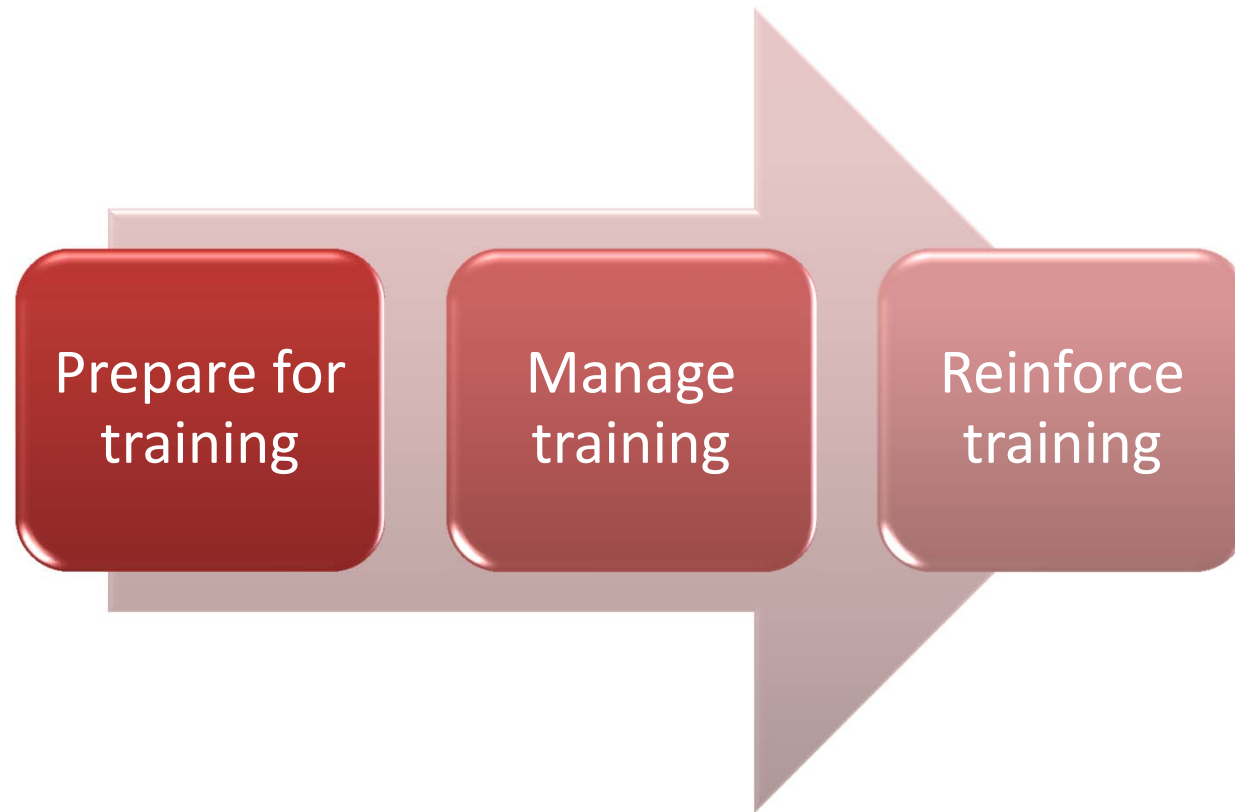 Prepare for
training
Manage
training
Reinforce
training